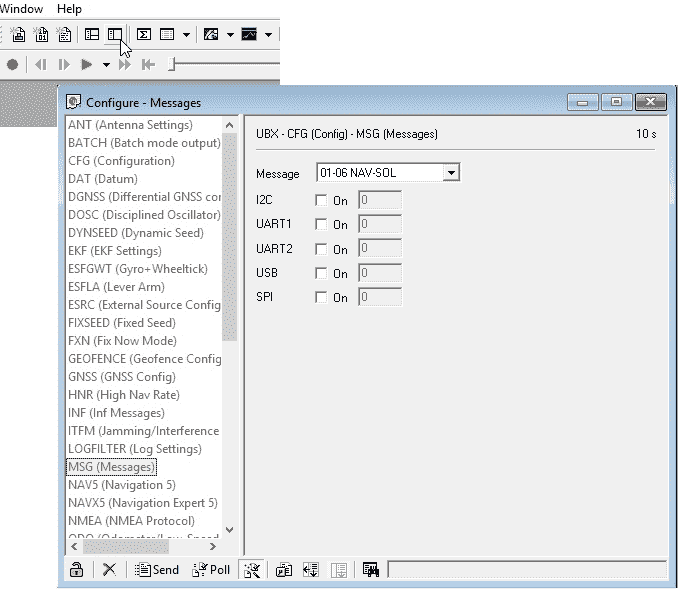 Window Help
Configure - Messages
ANT (Antenna Settings)
BATCH (Batch mode output)
CFG (Configuration)
DAT (Datum)
DGNSS (Differential GNSS cor
DOSC (Disciplined Oscillator)
DYNSEED (Dynamic Seed)
EKF (EKF Settings)
ESFGWT (Gyro+Wheeltick)
ESFLA (Lever Arm)
ESRC (External Source Config
FIXSEED (Fixed Seed)
FXN (Fix Now Mode)
GEOFENCE (Geofence Config
GNSS (GNSS Config)
HNR (High Nav Rate)
INF (Inf Messages)
ITFM (Jamming/Interference
LOGFILTER (Log Settings)
MSG (Messages)
NAV5 (Navigation 5)
NAVX5 (Navigation Expert 5)
NMEA (NMEA Protocol)
UBX - CFG (Config) - MSG (Messages) 10 s
Message 01-06 NAV-SOL
I2C On 0
UART1 On 0
UART2 On 0
USB On 0
SPI On 0
Send Poll